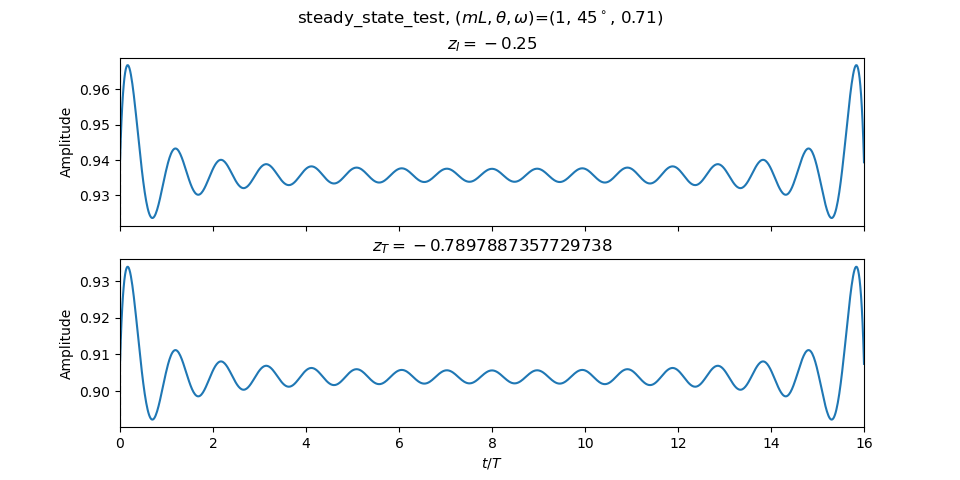 steady_state_test, (mL, θ, ω)=(1, 45°, 0.71)
z_I = −0.25
0.96
0.95
0.94
0.93
Amplitude
z_T = −0.7897887357729738
0.93
0.92
0.91
0.90
Amplitude
0 2 4 6 8 10 12 14 16
t/T